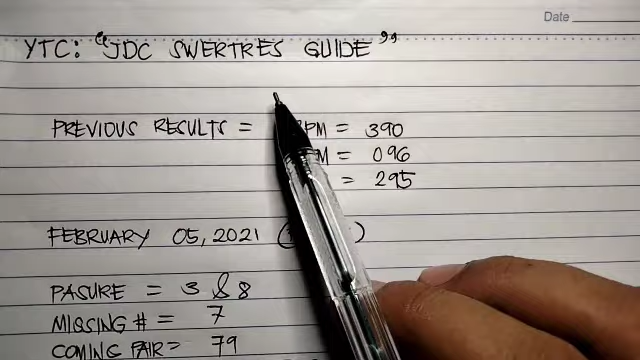 Date
YTC: "JDC SWERTRES GUIDE"
PREVIOUS RESULTS = PM = 390
M = 096
= 295
FEBRUARY 05, 2021 ( )
PASURE = 3 & 8
MISSING # = 7
COMING PAIR = 79